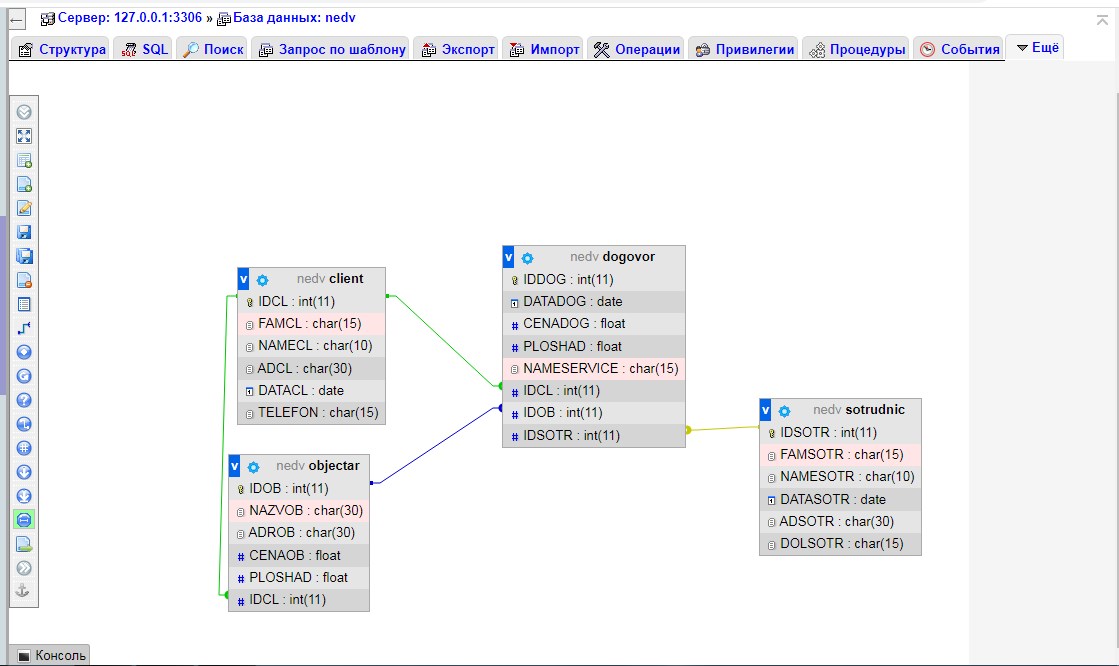 Сервер: 127.0.0.1:3306 » База данных: nedv
Структура SQL Поиск Запрос по шаблону Экспорт Импорт Операции Привилегии Процедуры События Ещё
nedv client
IDCL : int(11)
FAMCL : char(15)
NAMECL : char(10)
ADCL : char(30)
DATACL : date
TELEFON : char(15)
nedv objectar
IDOB : int(11)
NAZVOB : char(30)
ADROB : char(30)
CENAOB : float
PLOSHAD : float
IDCL : int(11)
nedv dogovor
IDDOG : int(11)
DATADOG : date
CENADOG : float
PLOSHAD : float
NAMESERVICE : char(15)
IDCL : int(11)
IDOB : int(11)
IDSOTR : int(11)
nedv sotrudnic
IDSOTR : int(11)
FAMSOTR : char(15)
NAMESOTR : char(10)
DATASOTR : date
ADSOTR : char(30)
DOLSOTR : char(15)
Консоль